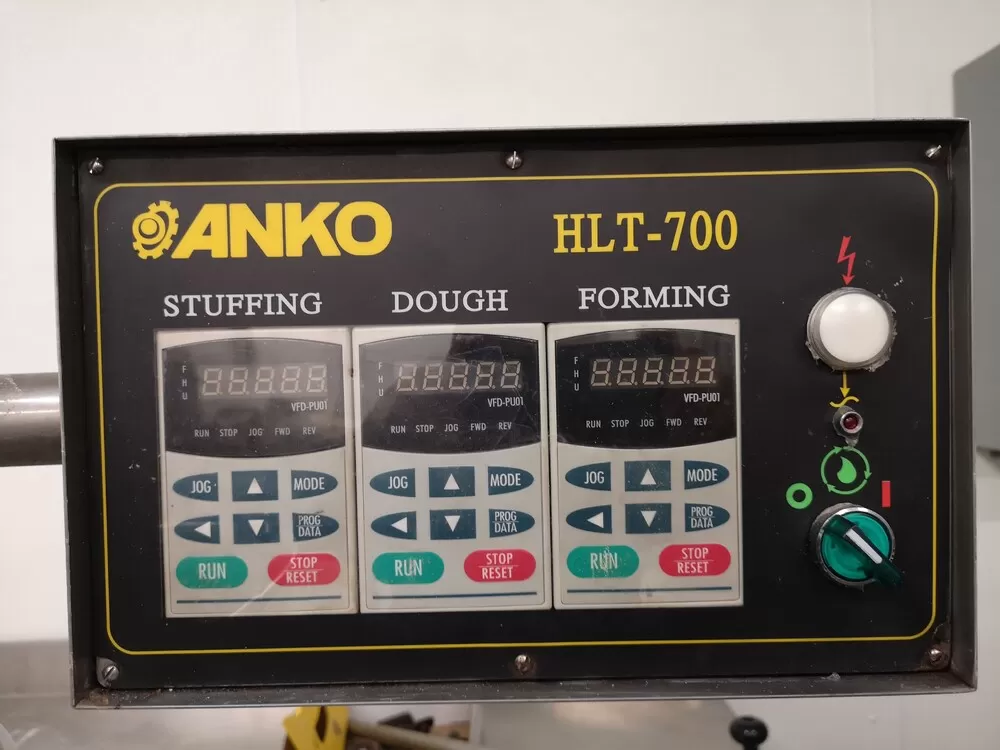 ANKO
HLT-700
STUFFING
DOUGH
FORMING
F
H
U
VFD-PU01
RUN STOP JOG FWD REV
JOG
MODE
PROG
DATA
RUN
STOP
RESET
F
H
U
VFD-PU01
RUN STOP JOG FWD REV
JOG
MODE
PROG
DATA
RUN
STOP
RESET
F
H
U
VFD-PU01
RUN STOP JOG FWD REV
JOG
MODE
PROG
DATA
RUN
STOP
RESET